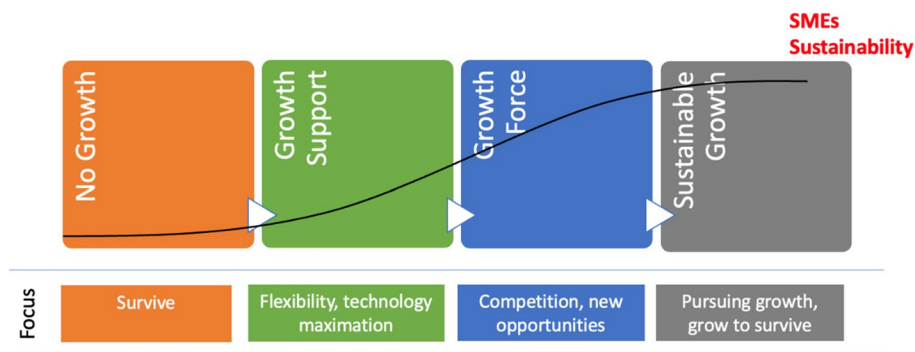 SMEs
Sustainability
No Growth
Growth
Support
Growth
Force
Sustainable
Growth
Focus
Survive
Flexibility, technology
maximation
Competition, new
opportunities
Pursuing growth,
grow to survive